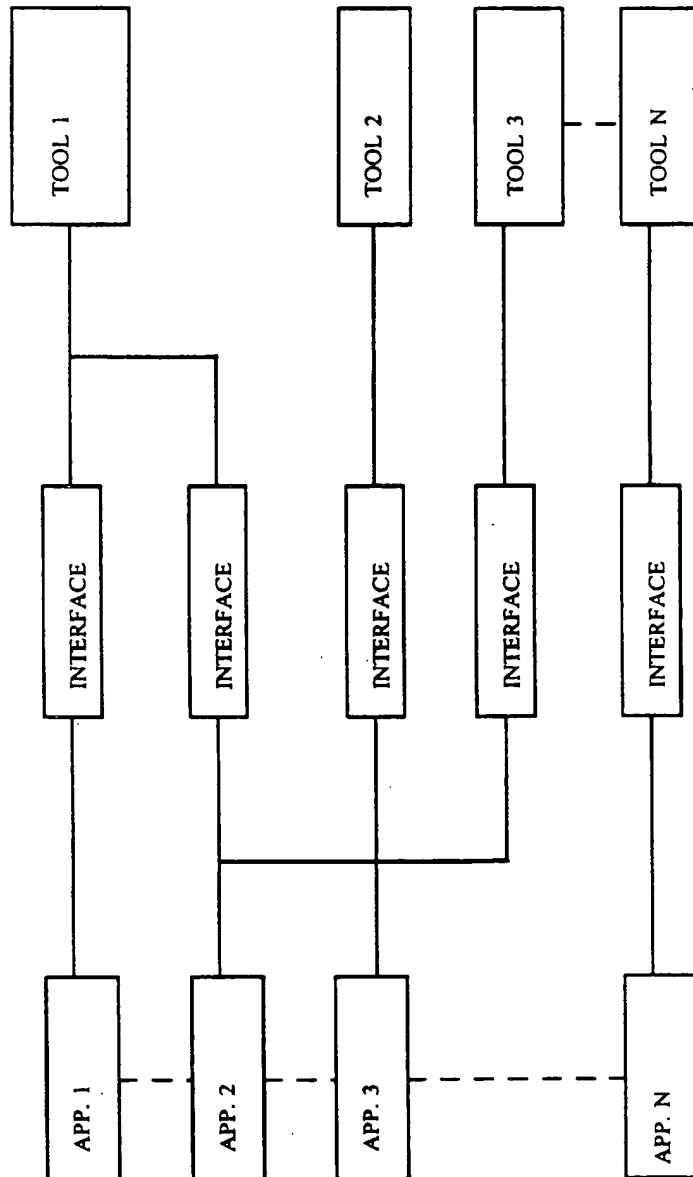 TOOL 1
TOOL 2
TOOL 3
TOOL N
INTERFACE
INTERFACE
INTERFACE
INTERFACE
INTERFACE
APP. 1
APP. 2
APP. 3
APP. N